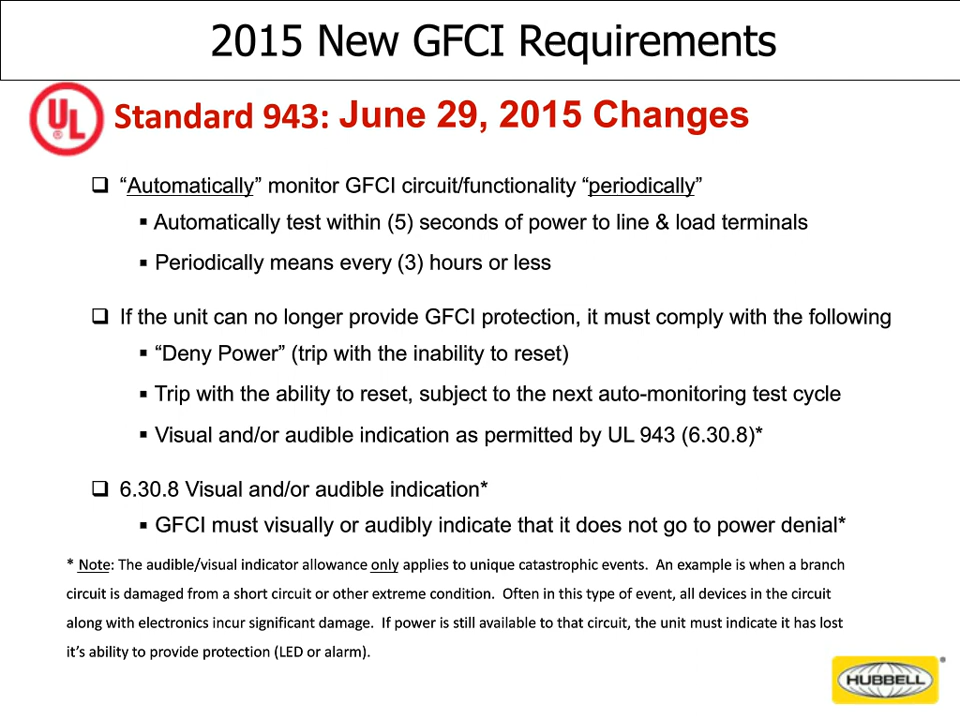 2015 New GFCI Requirements
UL ®
Standard 943: June 29, 2015 Changes
❑ “Automatically” monitor GFCI circuit/functionality “periodically”
▪ Automatically test within (5) seconds of power to line & load terminals
▪ Periodically means every (3) hours or less
❑ If the unit can no longer provide GFCI protection, it must comply with the following
▪ “Deny Power” (trip with the inability to reset)
▪ Trip with the ability to reset, subject to the next auto-monitoring test cycle
▪ Visual and/or audible indication as permitted by UL 943 (6.30.8)*
❑ 6.30.8 Visual and/or audible indication*
▪ GFCI must visually or audibly indicate that it does not go to power denial*
* Note: The audible/visual indicator allowance only applies to unique catastrophic events. An example is when a branch
circuit is damaged from a short circuit or other extreme condition. Often in this type of event, all devices in the circuit
along with electronics incur significant damage. If power is still available to that circuit, the unit must indicate it has lost
it’s ability to provide protection (LED or alarm).
HUBBELL ®